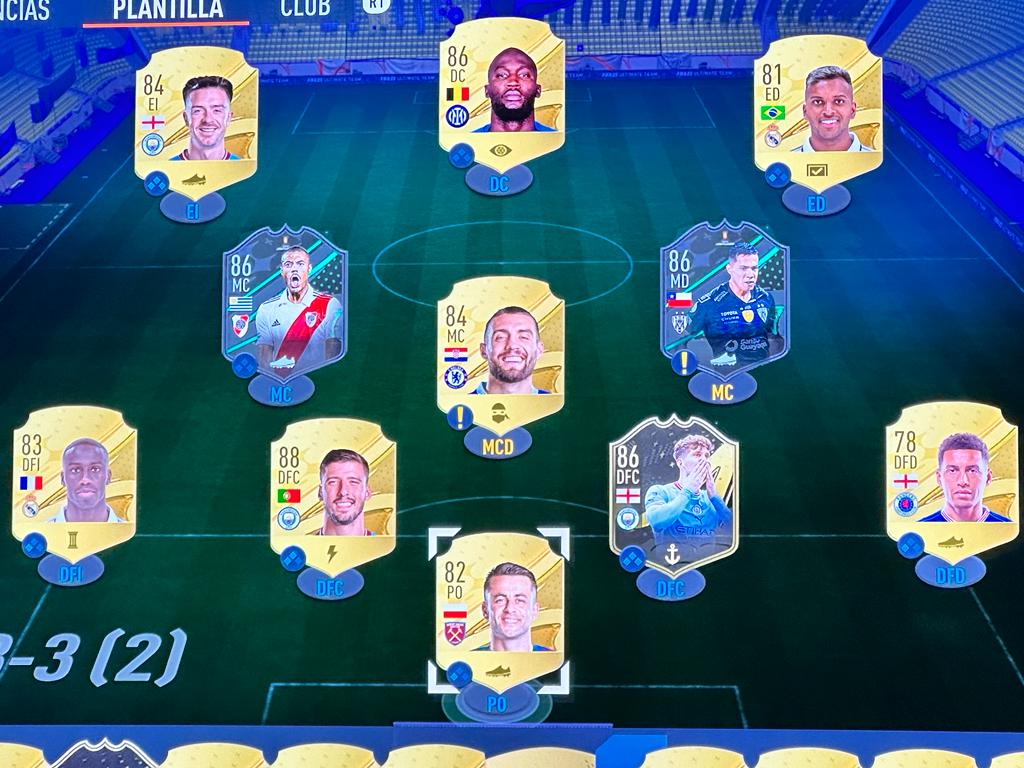 NCIAS PLANTILLA CLUB R1
84
EI
EI
86
DC
DC
81
ED
ED
86
MC
MC
84
MC
MCD
86
MD
TOYOTA
MC
83
DFI
DFI
88
DFC
DFC
86
DFC
DFC
78
DFD
DFD
82
PO
PO
3-3 (2)